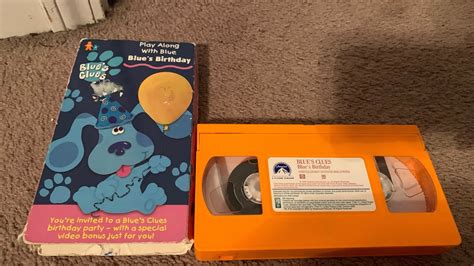 Play Along
With Blue
Blue's Birthday
Blue's
Clues
You're invited to a Blue's Clues
birthday party – with a special
video bonus just for you!
BLUE'S CLUES
Blue's Birthday